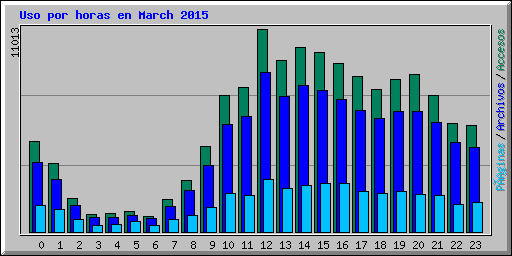 Uso por horas en March 2015
11013
Páginas / Archivos / Accesos
0 1 2 3 4 5 6 7 8 9 10 11 12 13 14 15 16 17 18 19 20 21 22 23